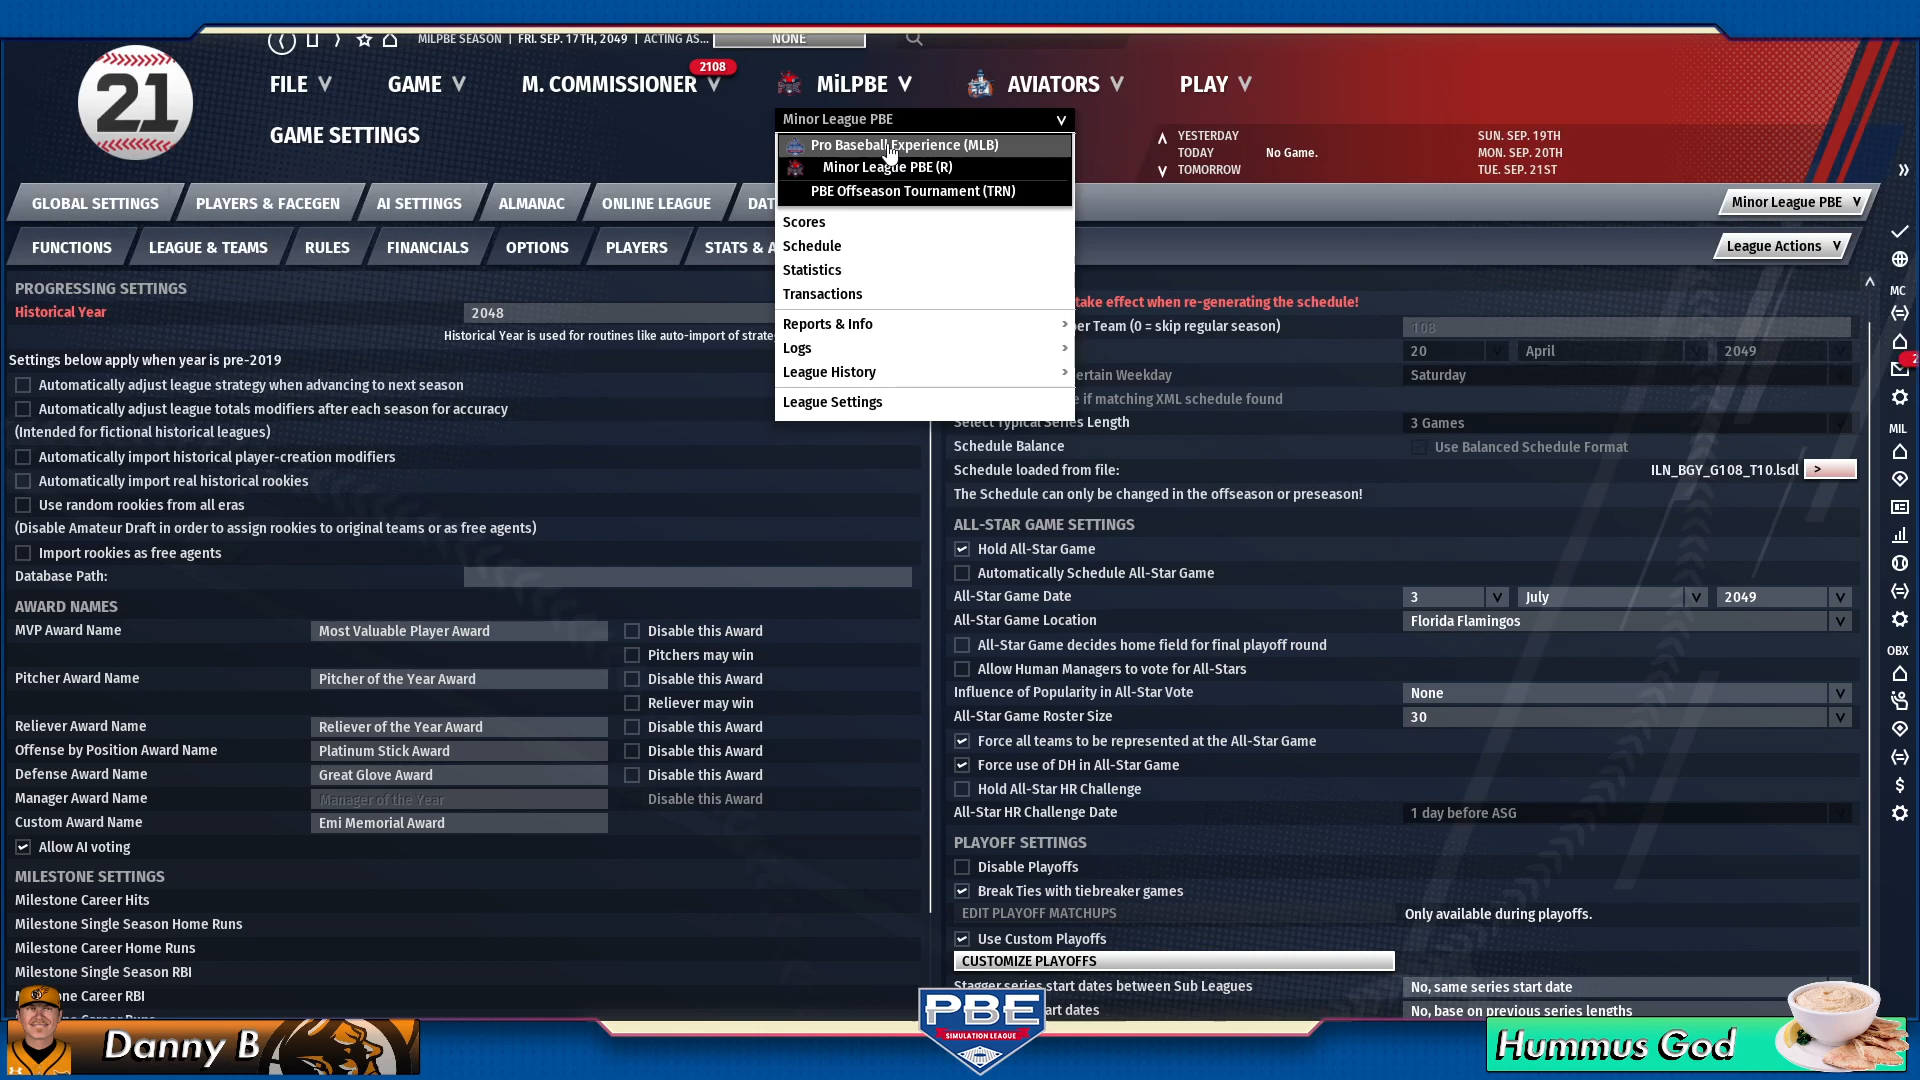 MILPBE SEASON | FRI. SEP. 17TH, 2049 | ACTING AS... NONE
21
FILE GAME M. COMMISSIONER 2108 MiLPBE AVIATORS PLAY
GAME SETTINGS
Minor League PBE
Pro Baseball Experience (MLB)
Minor League PBE (R)
PBE Offseason Tournament (TRN)
Scores
Schedule
Statistics
Transactions
Reports & Info
Logs
League History
League Settings
YESTERDAY SUN. SEP. 19TH
TODAY No Game. MON. SEP. 20TH
TOMORROW TUE. SEP. 21ST
GLOBAL SETTINGS PLAYERS & FACEGEN AI SETTINGS ALMANAC ONLINE LEAGUE DAT Minor League PBE
FUNCTIONS LEAGUE & TEAMS RULES FINANCIALS OPTIONS PLAYERS STATS & A League Actions
PROGRESSING SETTINGS
Historical Year 2048
Historical Year is used for routines like auto-import of strate
Settings below apply when year is pre-2019
Automatically adjust league strategy when advancing to next season
Automatically adjust league totals modifiers after each season for accuracy
(Intended for fictional historical leagues)
Automatically import historical player-creation modifiers
Automatically import real historical rookies
Use random rookies from all eras
(Disable Amateur Draft in order to assign rookies to original teams or as free agents)
Import rookies as free agents
Database Path:
AWARD NAMES
MVP Award Name Most Valuable Player Award Disable this Award
Pitchers may win
Pitcher Award Name Pitcher of the Year Award Disable this Award
Reliever may win
Reliever Award Name Reliever of the Year Award Disable this Award
Offense by Position Award Name Platinum Stick Award Disable this Award
Defense Award Name Great Glove Award Disable this Award
Manager Award Name Manager of the Year Disable this Award
Custom Award Name Emi Memorial Award
Allow AI voting
MILESTONE SETTINGS
Milestone Career Hits
Milestone Single Season Home Runs
Milestone Career Home Runs
Milestone Single Season RBI
one Career RBI
take effect when re-generating the schedule!
per Team (0 = skip regular season) 108
20 April 2049
ertain Weekday Saturday
e if matching XML schedule found
Select Typical Series Length 3 Games
Schedule Balance Use Balanced Schedule Format
Schedule loaded from file: ILN_BGY_G108_T10.lsdl >
The Schedule can only be changed in the offseason or preseason!
ALL-STAR GAME SETTINGS
Hold All-Star Game
Automatically Schedule All-Star Game
All-Star Game Date 3 July 2049
All-Star Game Location Florida Flamingos
All-Star Game decides home field for final playoff round
Allow Human Managers to vote for All-Stars
Influence of Popularity in All-Star Vote None
All-Star Game Roster Size 30
Force all teams to be represented at the All-Star Game
Force use of DH in All-Star Game
Hold All-Star HR Challenge
All-Star HR Challenge Date 1 day before ASG
PLAYOFF SETTINGS
Disable Playoffs
Break Ties with tiebreaker games
EDIT PLAYOFF MATCHUPS Only available during playoffs.
Use Custom Playoffs
CUSTOMIZE PLAYOFFS
Stagger series start dates between Sub Leagues No, same series start date
art dates No, base on previous series lengths
MC
2
MIL
OBX
$
Danny B
PBE
SIMULATION LEAGUE
Hummus God